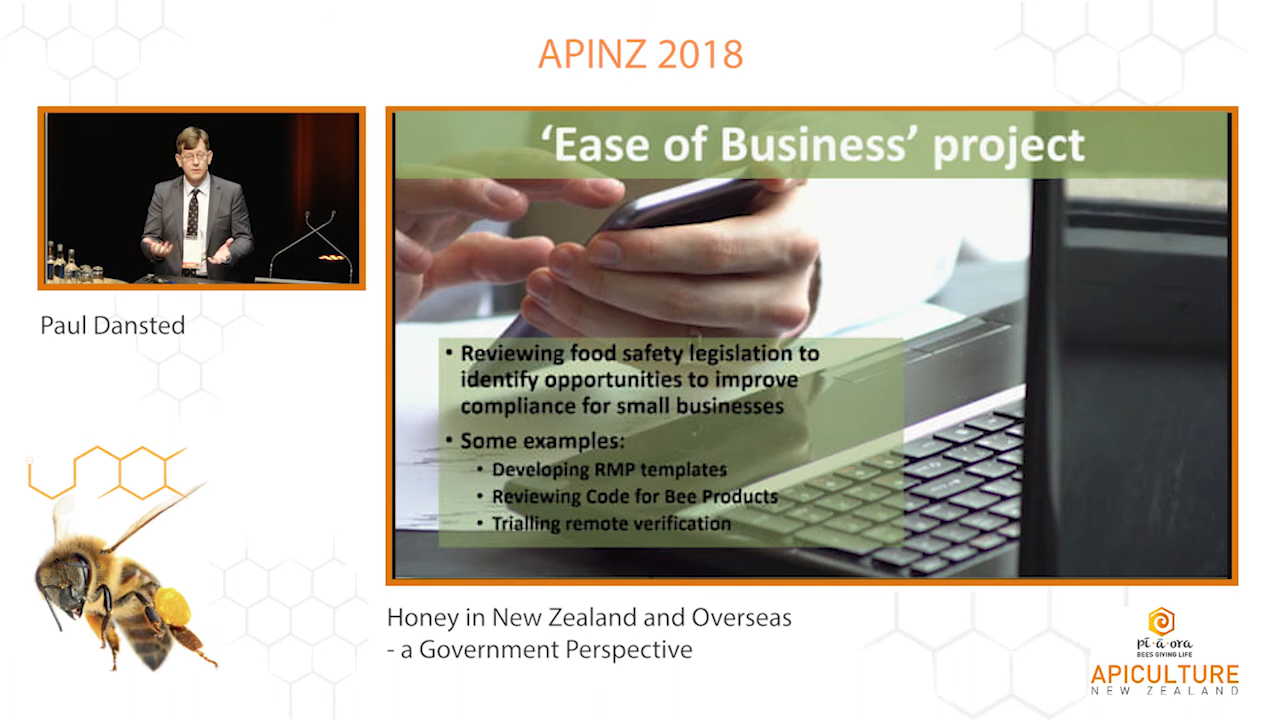 APINZ 2018
Paul Dansted
‘Ease of Business’ project
• Reviewing food safety legislation to
identify opportunities to improve
compliance for small businesses
• Some examples:
• Developing RMP templates
• Reviewing Code for Bee Products
• Trialling remote verification
Honey in New Zealand and Overseas
- a Government Perspective
pī-ā-ora
BEES GIVING LIFE
APICULTURE
NEW ZEALAND